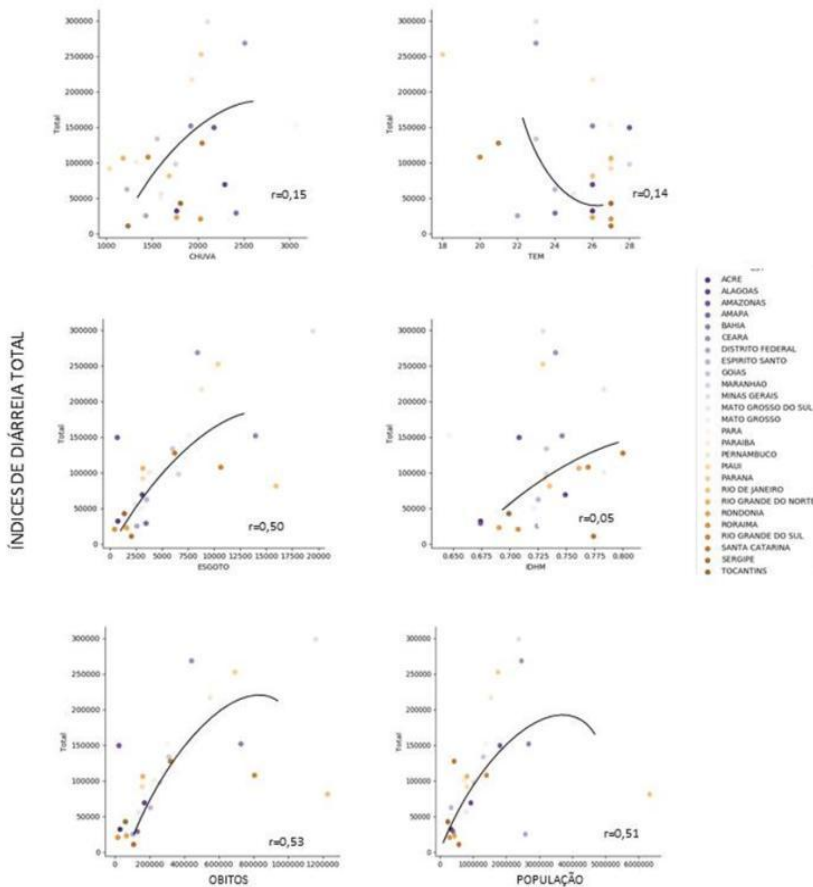 ÍNDICES DE DIÁRREIA TOTAL
300000
250000
200000
150000
100000
50000
0
Total
1000 1500 2000 2500 3000
CHUVA
r=0,15
300000
250000
200000
150000
100000
50000
0
Total
18 20 22 24 26 28
TEM
r=0,14
300000
250000
200000
150000
100000
50000
0
Total
0 2500 5000 7500 10000 12500 15000 17500 20000
ESGOTO
r=0,50
300000
250000
200000
150000
100000
50000
0
Total
0.650 0.675 0.700 0.725 0.750 0.775 0.800
IDHM
r=0,05
ACRE
ALAGOAS
AMAZONAS
AMAPA
BAHIA
CEARA
DISTRITO FEDERAL
ESPIRITO SANTO
GOIAS
MARANHAO
MINAS GERAIS
MATO GROSSO DO SUL
MATO GROSSO
PARA
PARAIBA
PERNAMBUCO
PIAUI
PARANA
RIO DE JANEIRO
RIO GRANDE DO NORTE
RONDONIA
RORAIMA
RIO GRANDE DO SUL
SANTA CATARINA
SERGIPE
TOCANTINS
300000
250000
200000
150000
100000
50000
0
Total
0 200000 400000 600000 800000 1000000 1200000
OBITOS
r=0,53
300000
250000
200000
150000
100000
50000
0
Total
0 1000000 2000000 3000000 4000000 5000000 6000000
POPULAÇÃO
r=0,51